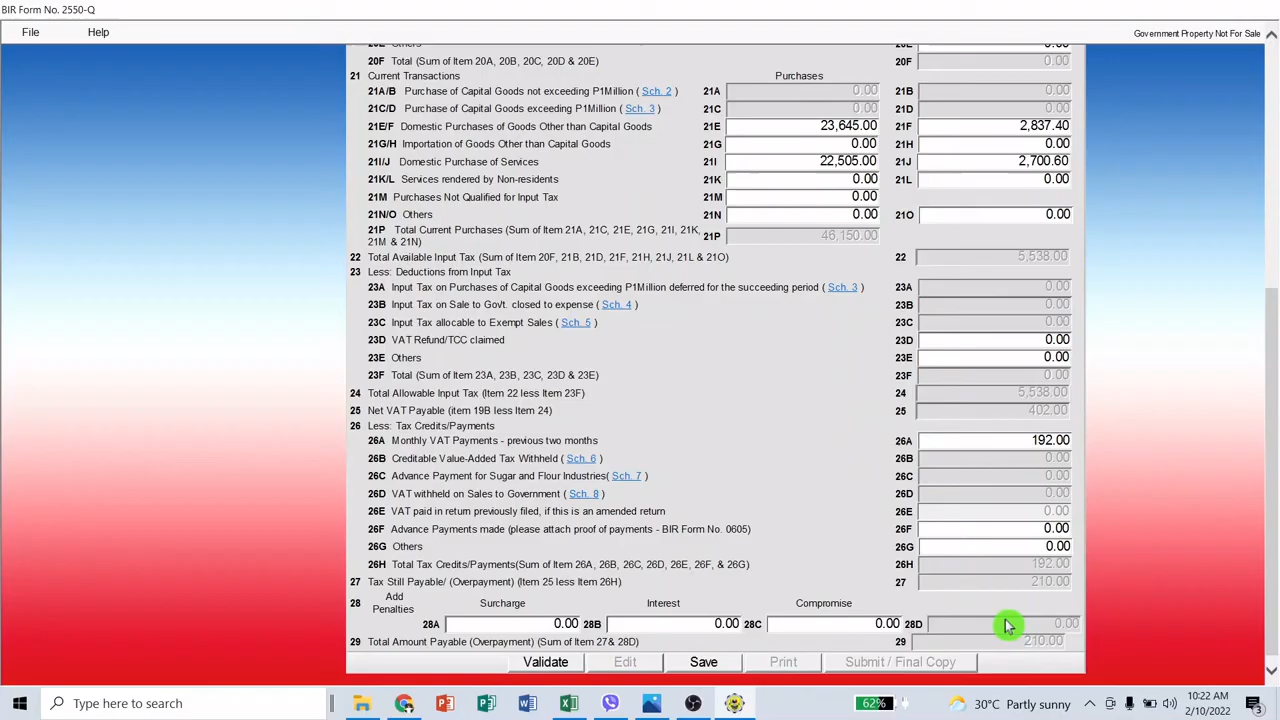 BIR Form No. 2550-Q
File Help Government Property Not For Sale
20E Others 20E 0.00
20F Total (Sum of Item 20A, 20B, 20C, 20D & 20E) 20F 0.00
21 Current Transactions Purchases
21A/B Purchase of Capital Goods not exceeding P1Million ( Sch. 2 ) 21A 0.00 21B 0.00
21C/D Purchase of Capital Goods exceeding P1Million ( Sch. 3 ) 21C 0.00 21D 0.00
21E/F Domestic Purchases of Goods Other than Capital Goods 21E 23,645.00 21F 2,837.40
21G/H Importation of Goods Other than Capital Goods 21G 0.00 21H 0.00
21I/J Domestic Purchase of Services 21I 22,505.00 21J 2,700.60
21K/L Services rendered by Non-residents 21K 0.00 21L 0.00
21M Purchases Not Qualified for Input Tax 21M 0.00
21N/O Others 21N 0.00 21O 0.00
21P Total Current Purchases (Sum of Item 21A, 21C, 21E, 21G, 21I, 21K, 21M & 21N) 21P 46,150.00
22 Total Available Input Tax (Sum of Item 20F, 21B, 21D, 21F, 21H, 21J, 21L & 21O) 22 5,538.00
23 Less: Deductions from Input Tax
23A Input Tax on Purchases of Capital Goods exceeding P1Million deferred for the succeeding period ( Sch. 3 ) 23A 0.00
23B Input Tax on Sale to Govt. closed to expense ( Sch. 4 ) 23B 0.00
23C Input Tax allocable to Exempt Sales ( Sch. 5 ) 23C 0.00
23D VAT Refund/TCC claimed 23D 0.00
23E Others 23E 0.00
23F Total (Sum of Item 23A, 23B, 23C, 23D & 23E) 23F 0.00
24 Total Allowable Input Tax (Item 22 less Item 23F) 24 5,538.00
25 Net VAT Payable (item 19B less Item 24) 25 402.00
26 Less: Tax Credits/Payments
26A Monthly VAT Payments - previous two months 26A 192.00
26B Creditable Value-Added Tax Withheld ( Sch. 6 ) 26B 0.00
26C Advance Payment for Sugar and Flour Industries( Sch. 7 ) 26C 0.00
26D VAT withheld on Sales to Government ( Sch. 8 ) 26D 0.00
26E VAT paid in return previously filed, if this is an amended return 26E 0.00
26F Advance Payments made (please attach proof of payments - BIR Form No. 0605) 26F 0.00
26G Others 26G 0.00
26H Total Tax Credits/Payments(Sum of Item 26A, 26B, 26C, 26D, 26E, 26F, & 26G) 26H 192.00
27 Tax Still Payable/ (Overpayment) (Item 25 less Item 26H) 27 210.00
28 Add Penalties Surcharge Interest Compromise
28A 0.00 28B 0.00 28C 0.00 28D 0.00
29 Total Amount Payable (Overpayment) (Sum of Item 27& 28D) 29 210.00
Validate Edit Save Print Submit / Final Copy
Type here to search 62% 30°C Partly sunny 10:22 AM
2/10/2022 3